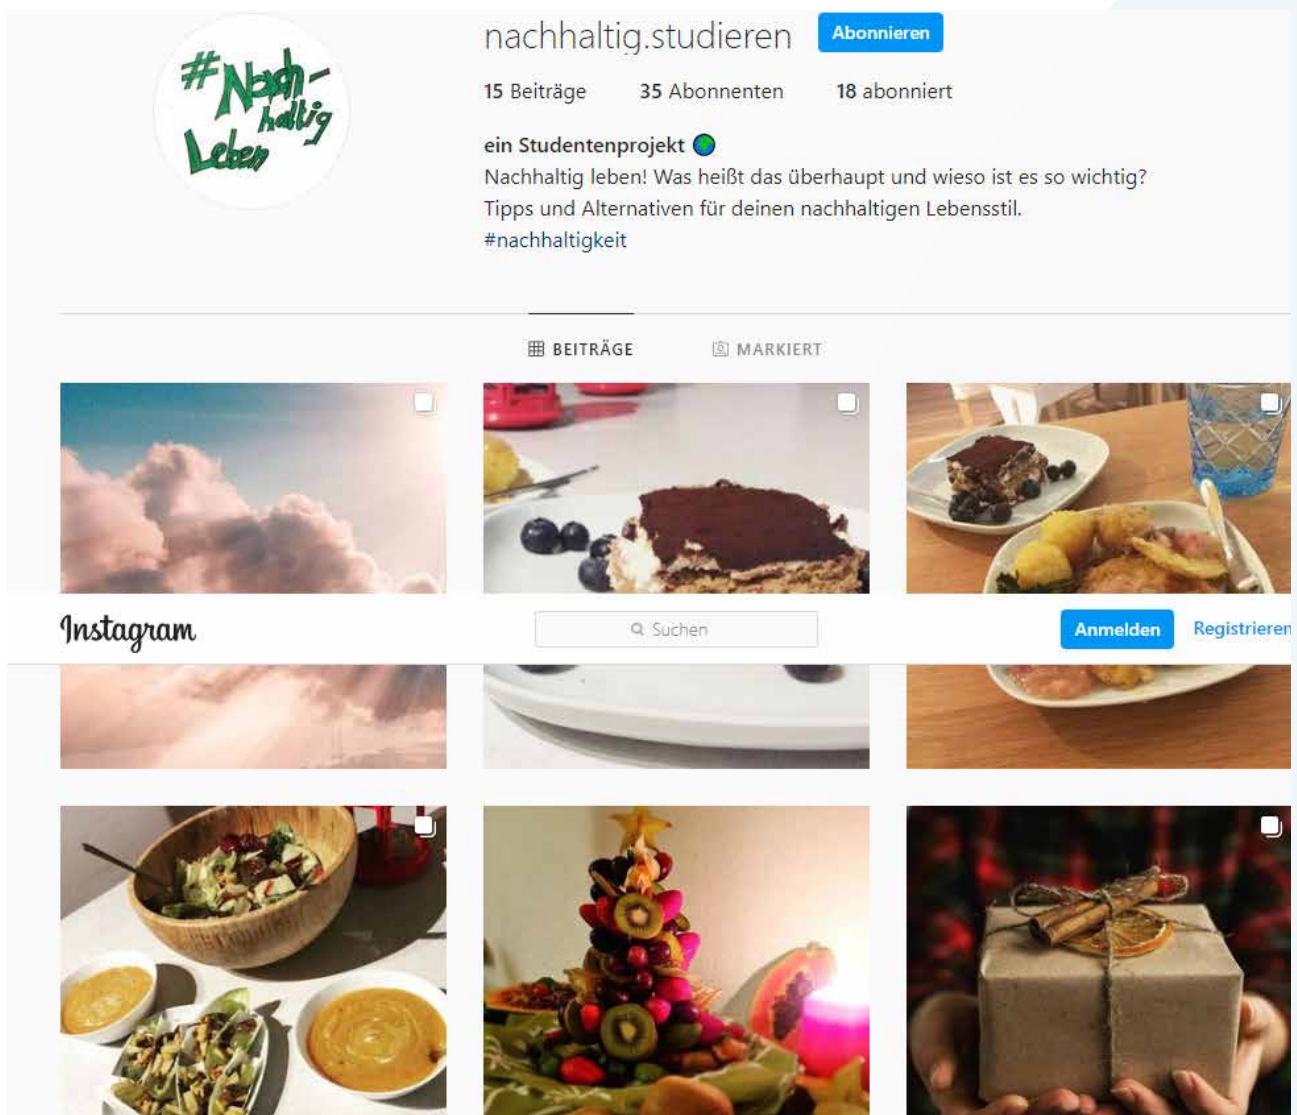 #Nach-
haltig
Leben
nachhaltig.studieren Abonnieren
15 Beiträge 35 Abonnenten 18 abonniert
ein Studentenprojekt
Nachhaltig leben! Was heißt das überhaupt und wieso ist es so wichtig?
Tipps und Alternativen für deinen nachhaltigen Lebensstil.
#nachhaltigkeit
BEITRÄGE MARKIERT
Instagram Suchen Anmelden Registrieren